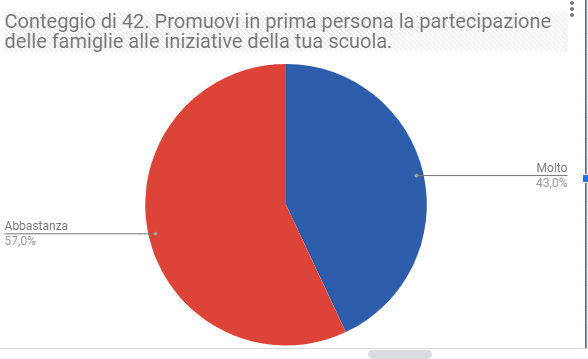 Conteggio di 42. Promuovi in prima persona la partecipazione
delle famiglie alle iniziative della tua scuola.
Molto
43,0%
Abbastanza
57,0%